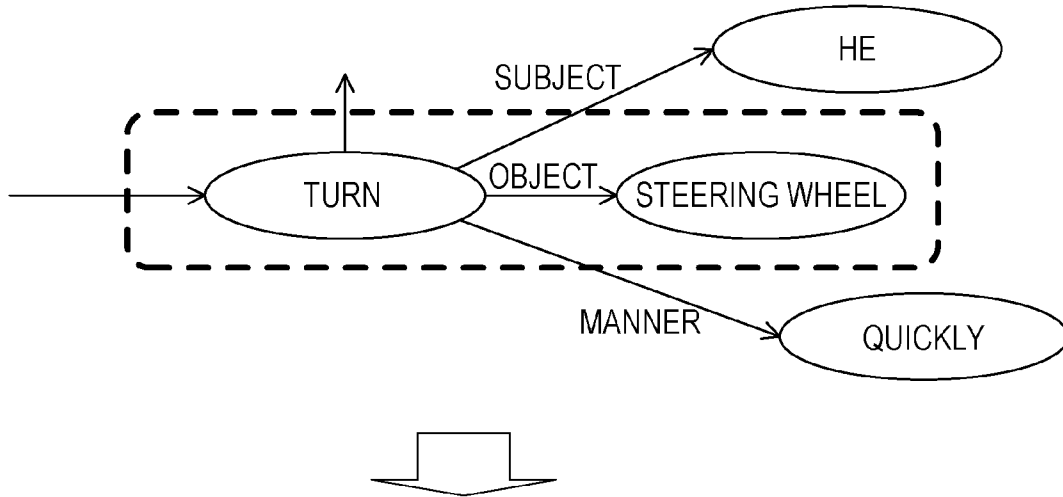 HE
SUBJECT
OBJECT
TURN
STEERING WHEEL
MANNER
QUICKLY